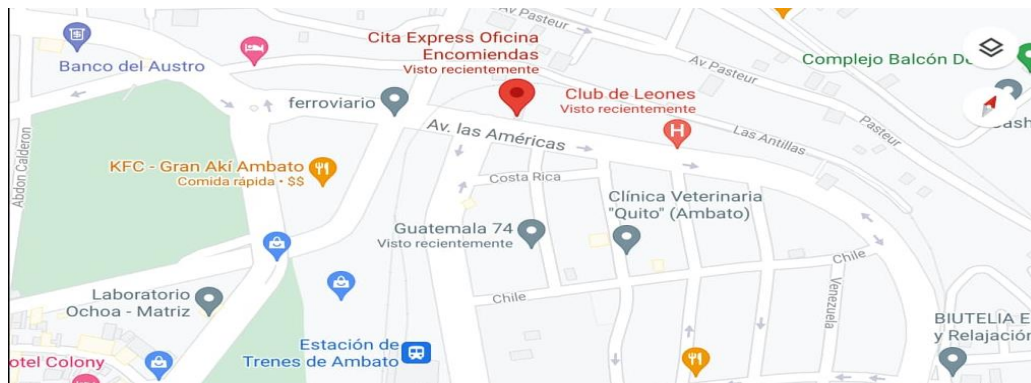 Cita Express Oficina
Encomiendas
Visto recientemente
Av Pasteur
Banco del Austro
Av Pasteur
Complejo Balcón De
Pasteur
ferroviario
Club de Leones
Visto recientemente
H
Av. las Américas
Las Antillas
Abdon Calderon
KFC - Gran Akí Ambato
Comida rápida • $$
Costa Rica
Clínica Veterinaria
"Quito" (Ambato)
Guatemala 74
Visto recientemente
Chile
Chile
Venezuela
Laboratorio
Ochoa - Matriz
Estación de
Trenes de Ambato
BIUTELIA E
y Relajación
otel Colony